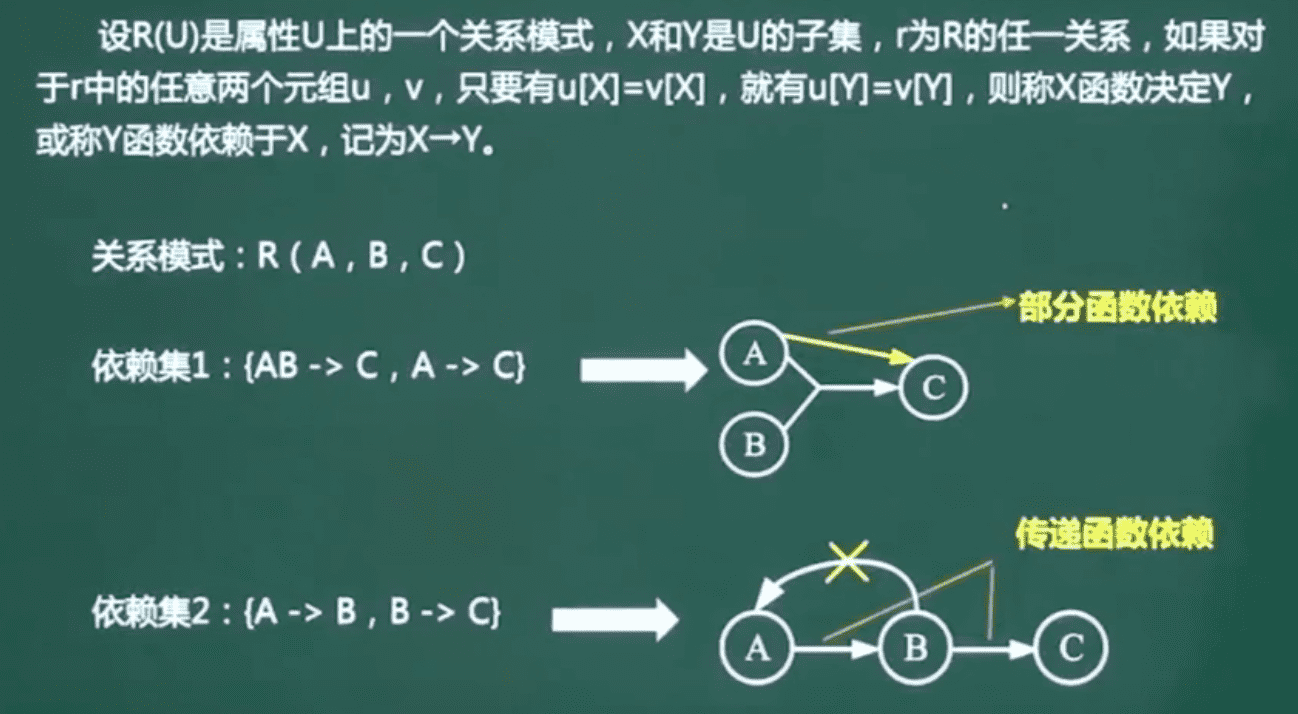 设R(U)是属性U上的一个关系模式，X和Y是U的子集，r为R的任一关系，如果对
于r中的任意两个元组u，v，只要有u[X]=v[X]，就有u[Y]=v[Y]，则称X函数决定Y，
或称Y函数依赖于X，记为X→Y。
关系模式：R（A，B，C）
部分函数依赖
依赖集1：{AB -> C，A -> C}
A
C
B
传递函数依赖
依赖集2：{A -> B，B -> C}
A
B
C